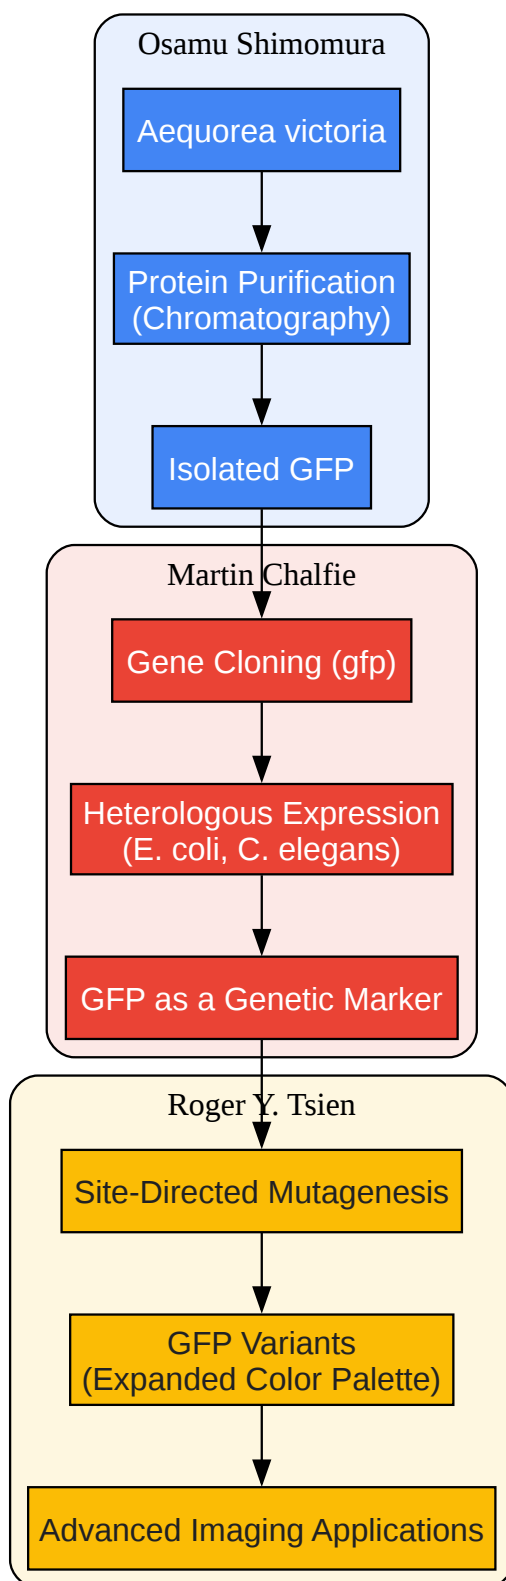 Osamu Shimomura
Aequorea victoria
Protein Purification
(Chromatography)
Isolated GFP
Martin Chalfie
Gene Cloning (gfp)
Heterologous Expression
(E. coli, C. elegans)
GFP as a Genetic Marker
Roger Y. Tsien
Site-Directed Mutagenesis
GFP Variants
(Expanded Color Palette)
Advanced Imaging Applications